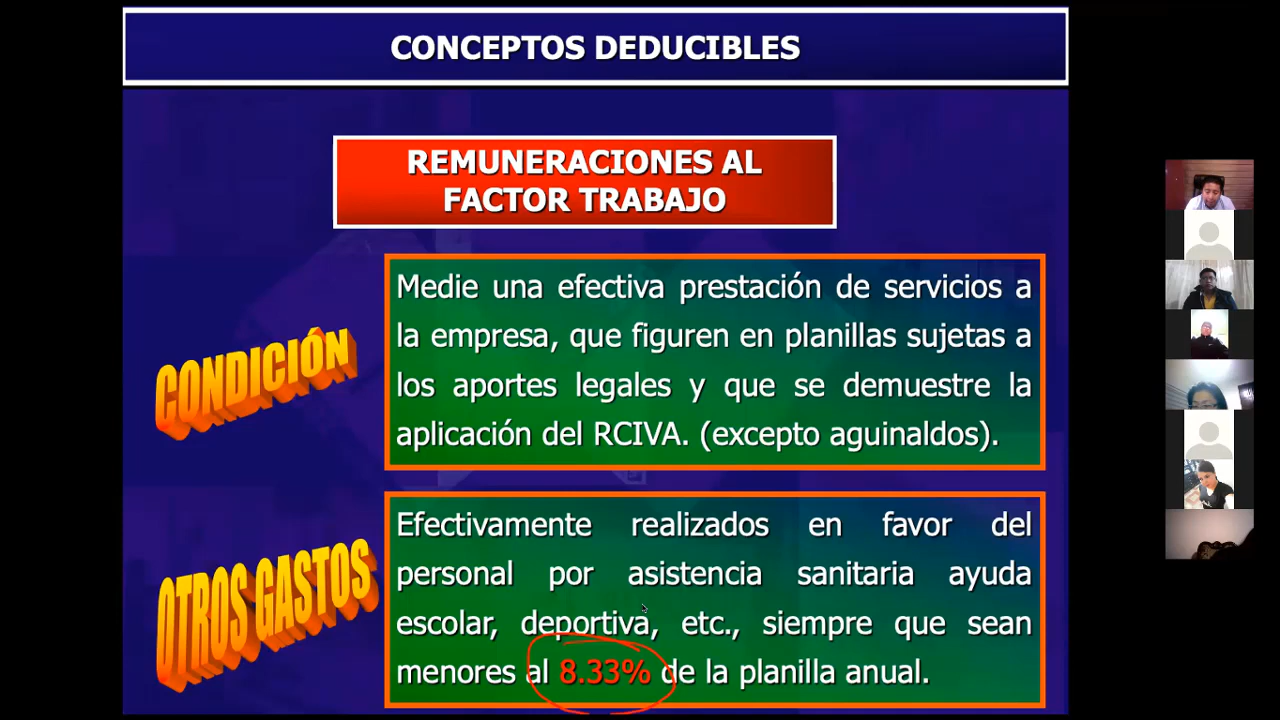 CONCEPTOS DEDUCIBLES
REMUNERACIONES AL
FACTOR TRABAJO
CONDICIÓN
Medie una efectiva prestación de servicios a
la empresa, que figuren en planillas sujetas a
los aportes legales y que se demuestre la
aplicación del RCIVA. (excepto aguinaldos).
OTROS GASTOS
Efectivamente realizados en favor del
personal por asistencia sanitaria ayuda
escolar, deportiva, etc., siempre que sean
menores al 8.33% de la planilla anual.